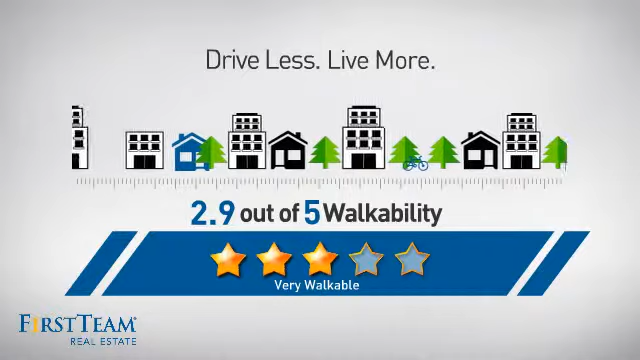 Drive Less. Live More.
2.9 out of 5 Walkability
Very Walkable
FIRSTTEAM®
REAL ESTATE